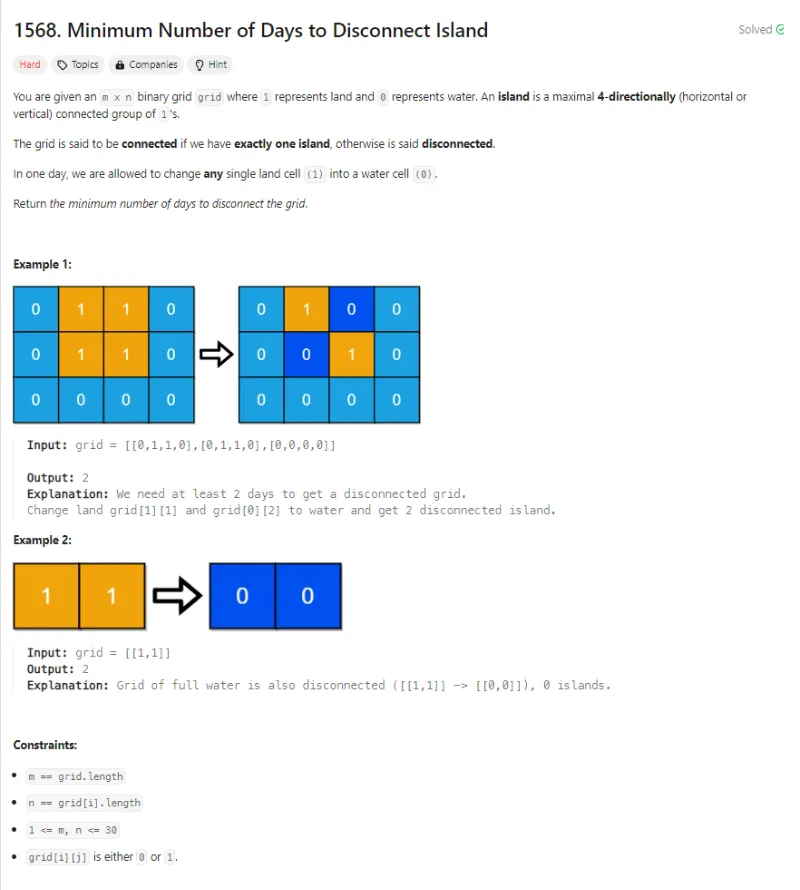 1568. Minimum Number of Days to Disconnect Island
Solved
Hard Topics Companies Hint
You are given an m x n binary grid grid where 1 represents land and 0 represents water. An island is a maximal 4-directionally (horizontal or
vertical) connected group of 1's.
The grid is said to be connected if we have exactly one island, otherwise is said disconnected.
In one day, we are allowed to change any single land cell (1) into a water cell (0).
Return the minimum number of days to disconnect the grid.
Example 1:
0 1 1 0 0 1 0 0
0 1 1 0 0 0 1 0
0 0 0 0 0 0 0 0
Input: grid = [[0,1,1,0],[0,1,1,0],[0,0,0,0]]
Output: 2
Explanation: We need at least 2 days to get a disconnected grid.
Change land grid[1][1] and grid[0][2] to water and get 2 disconnected island.
Example 2:
1 1 0 0
Input: grid = [[1,1]]
Output: 2
Explanation: Grid of full water is also disconnected ([[1,1]] -> [[0,0]]), 0 islands.
Constraints:
• m == grid.length
• n == grid[i].length
• 1 <= m, n <= 30
• grid[i][j] is either 0 or 1.